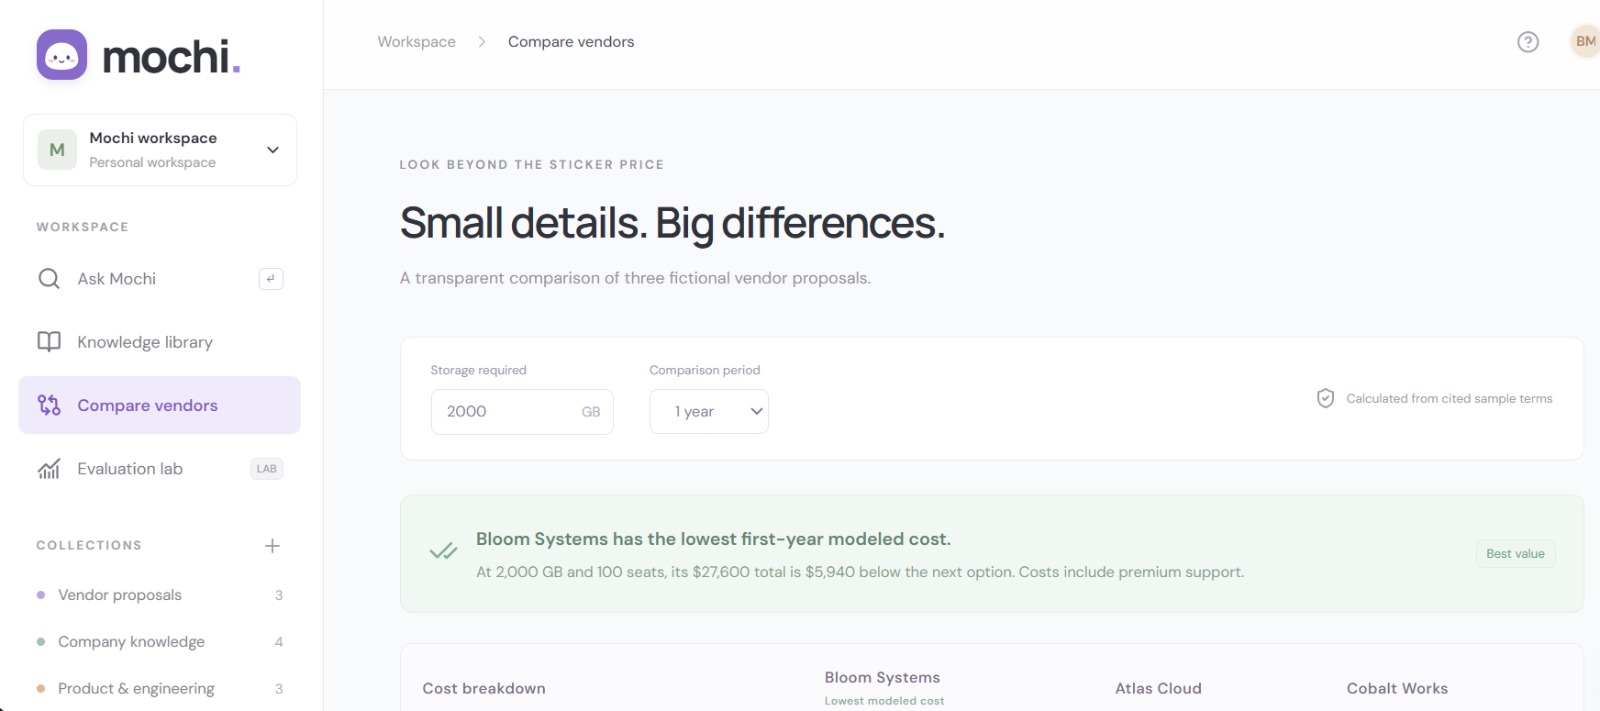 mochi.
M
Mochi workspace
Personal workspace
WORKSPACE
Ask Mochi
Knowledge library
Compare vendors
Evaluation lab LAB
COLLECTIONS
Vendor proposals 3
Company knowledge 4
Product & engineering 3
Workspace Compare vendors
BM
LOOK BEYOND THE STICKER PRICE
Small details. Big differences.
A transparent comparison of three fictional vendor proposals.
Storage required Comparison period
2000 GB 1 year
Calculated from cited sample terms
Bloom Systems has the lowest first-year modeled cost.
At 2,000 GB and 100 seats, its $27,600 total is $5,940 below the next option. Costs include premium support.
Best value
Cost breakdown Bloom Systems Atlas Cloud Cobalt Works
Lowest modeled cost